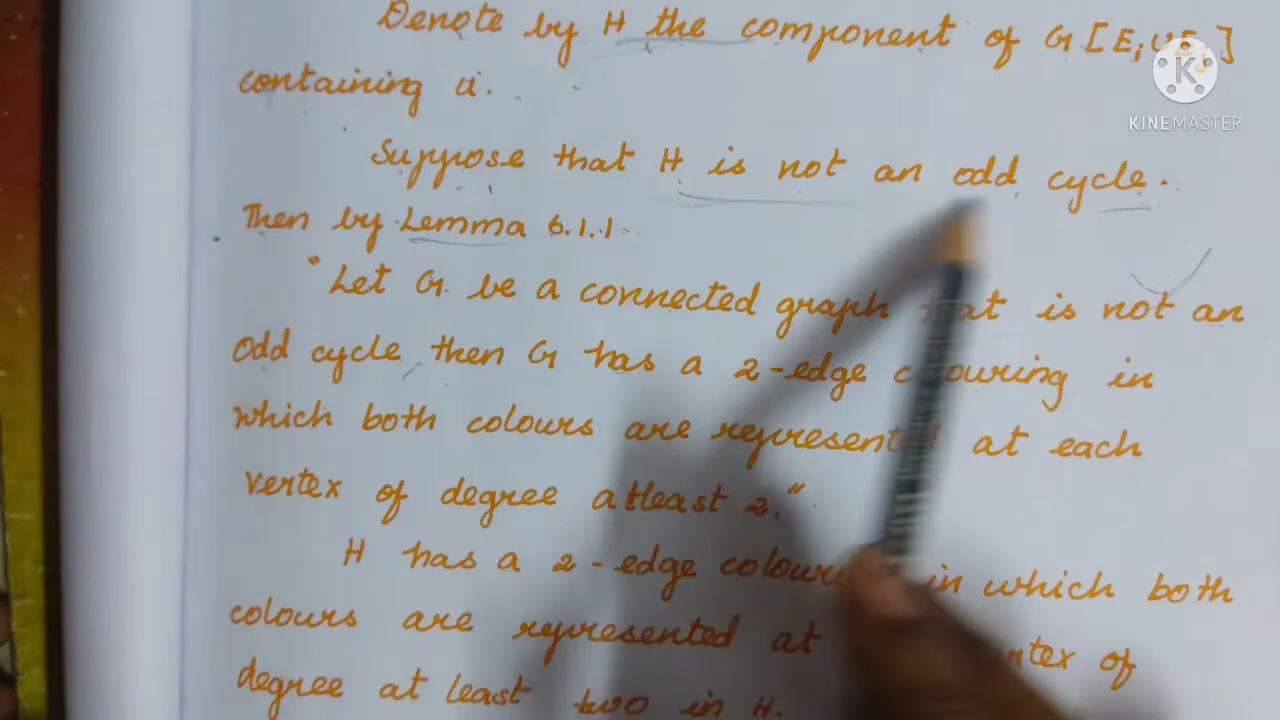 Denote by H the component of G[Ei∪Ej]
containing u.
Suppose that H is not an odd cycle.
Then by Lemma 6.1.1
"Let G be a connected graph that is not an
odd cycle then G has a 2-edge colouring in
which both colours are represented at each
vertex of degree atleast 2."
H has a 2-edge in which both
colours are represented at of
degree at least two in H.
K
KINEMASTER